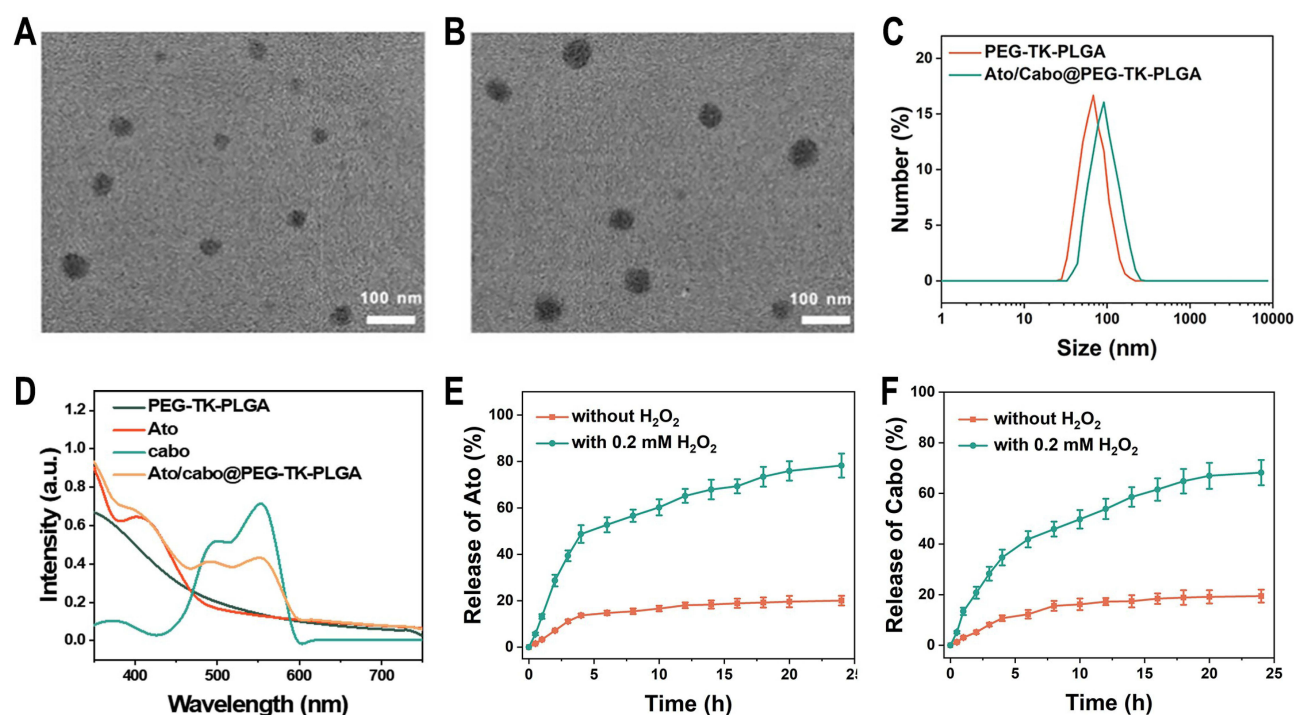 A
100 nm
B
100 nm
C
PEG-TK-PLGA
Ato/Cabo@PEG-TK-PLGA
Number (%)
20
15
10
5
0
1
10
100
1000
10000
Size (nm)
D
PEG-TK-PLGA
Ato
cabo
Ato/cabo@PEG-TK-PLGA
Intensity (a.u.)
1.2
1.0
0.8
0.6
0.4
0.2
0.0
400
500
600
700
Wavelength (nm)
E
without H₂O₂
with 0.2 mM H₂O₂
Release of Ato (%)
100
80
60
40
20
0
0
5
10
15
20
25
Time (h)
F
without H₂O₂
with 0.2 mM H₂O₂
Release of Cabo (%)
100
80
60
40
20
0
0
5
10
15
20
25
Time (h)